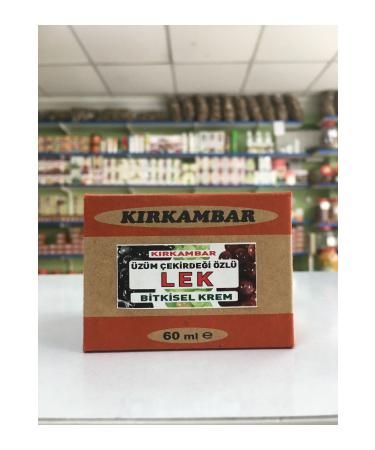 KIRKAMBAR
KIRKAMBAR
ÜZÜM ÇEKİRDEĞİ ÖZLÜ
LEK
BİTKİSEL KREM
60 ml ℮